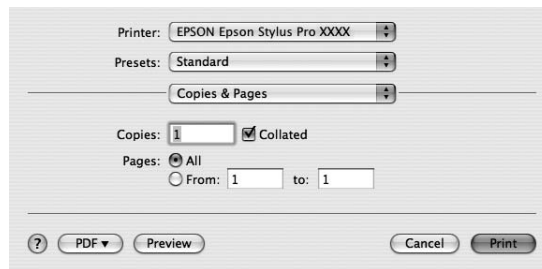 Printer: EPSON Epson Stylus Pro XXXX
Presets: Standard
Copies & Pages
Copies: 1 Collated
Pages: All
From: 1 to: 1
? PDF▼ Preview Cancel Print